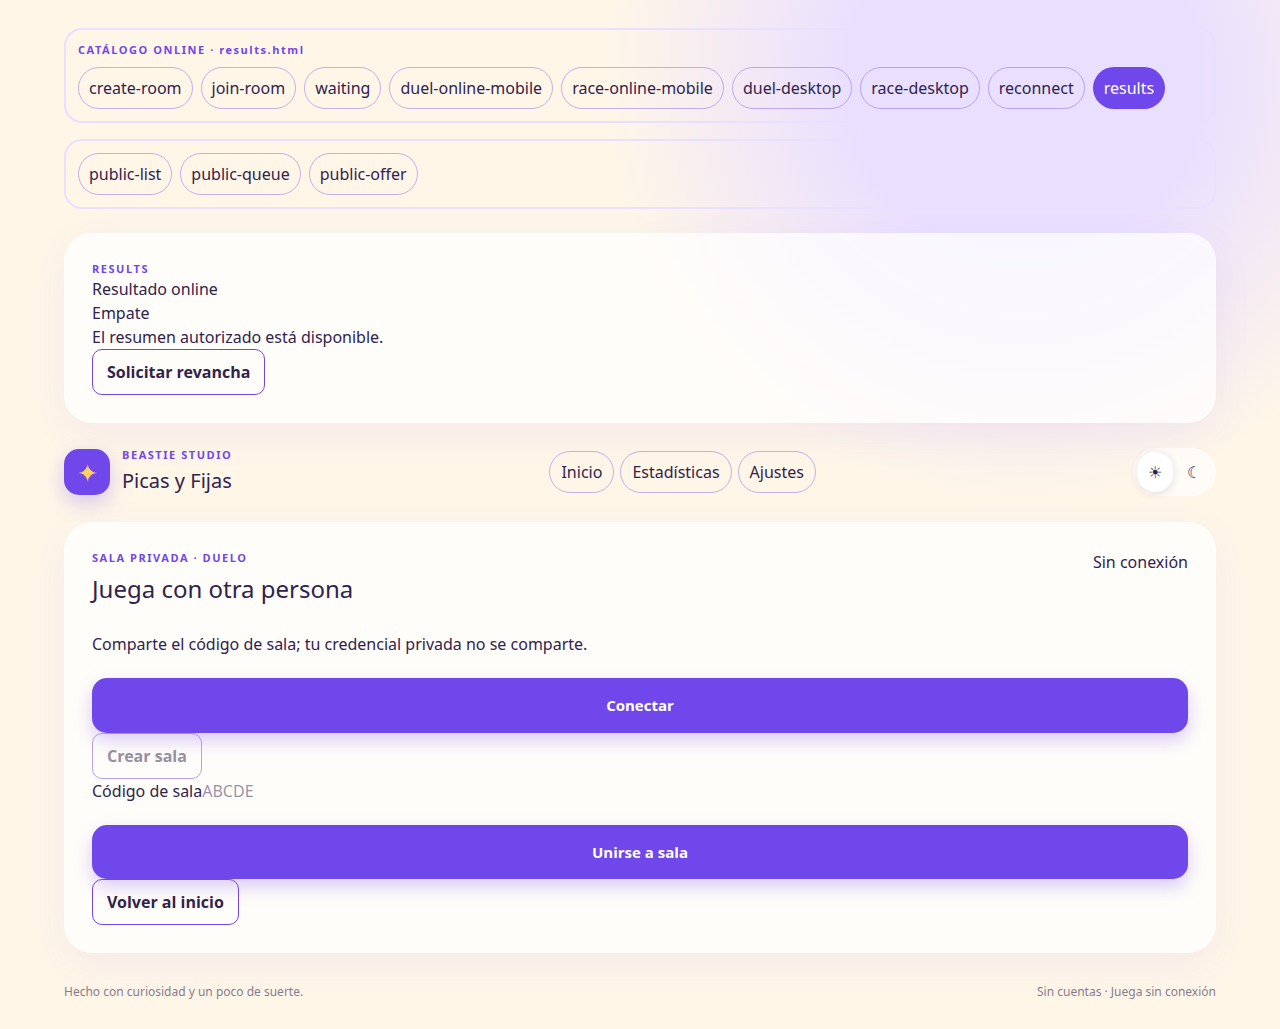 CATÁLOGO ONLINE · results.html
create-room join-room waiting duel-online-mobile race-online-mobile duel-desktop race-desktop reconnect results
public-list public-queue public-offer
RESULTS
Resultado online
Empate
El resumen autorizado está disponible.
Solicitar revancha
BEASTIE STUDIO
Picas y Fijas
Inicio Estadísticas Ajustes
SALA PRIVADA · DUELO
Sin conexión
Juega con otra persona
Comparte el código de sala; tu credencial privada no se comparte.
Conectar
Crear sala
Código de salaABCDE
Unirse a sala
Volver al inicio
Hecho con curiosidad y un poco de suerte.
Sin cuentas · Juega sin conexión